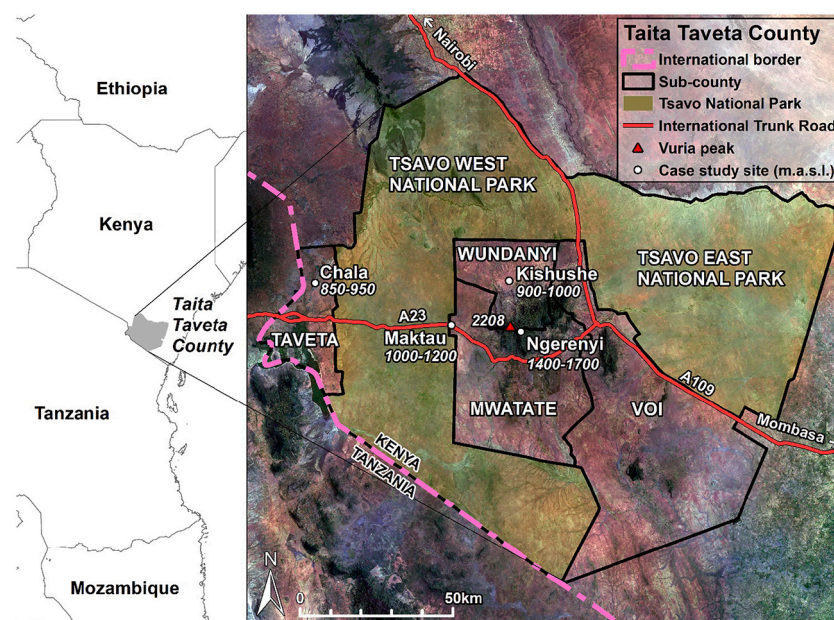 Ethiopia
Kenya
Taita
Taveta
County
Tanzania
Mozambique
Nairobi
Taita Taveta County
International border
Sub-county
Tsavo National Park
International Trunk Road
Vuria peak
Case study site (m.a.s.l.)
TSAVO WEST
NATIONAL PARK
TSAVO EAST
NATIONAL PARK
WUNDANYI
Kishushe
900-1000
Chala
850-950
A23
2208
TAVETA
Maktau
1000-1200
Ngerenyi
1400-1700
MWATATE
VOI
A109
Mombasa
KENYA
TANZANIA
N
0
50km